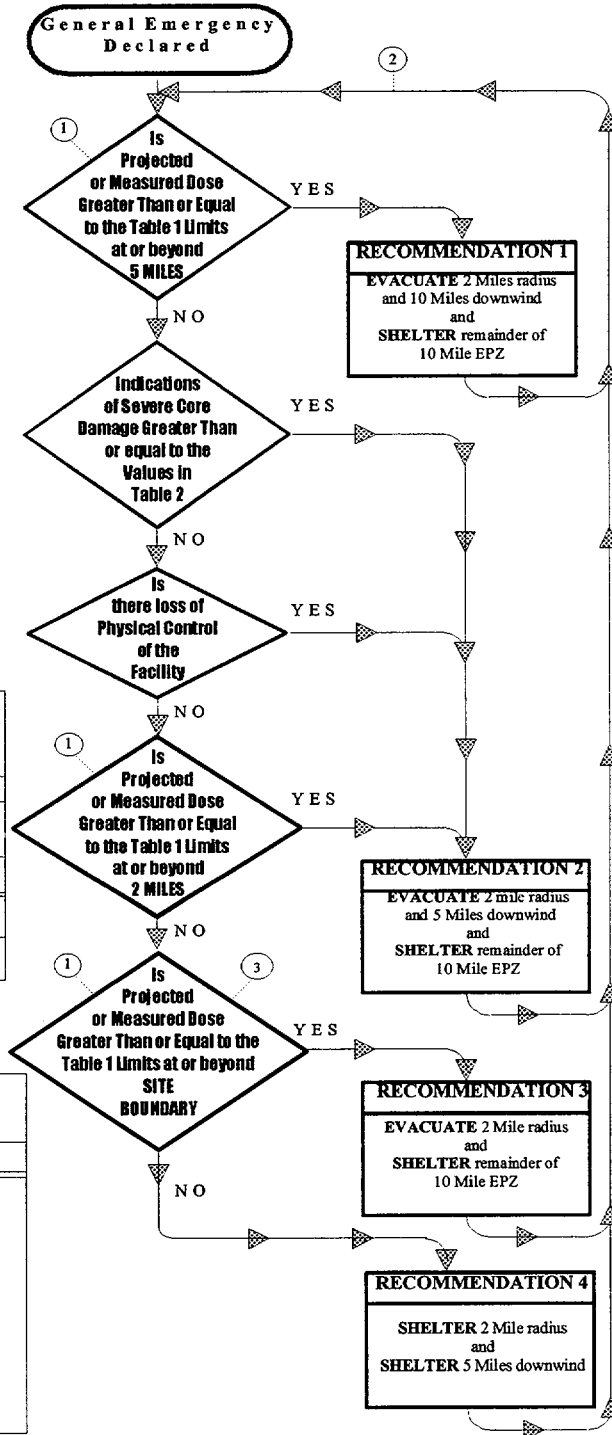 General Emergency
Declared
2
1
Is
Projected
or Measured Dose
Greater Than or Equal
to the Table 1 Limits
at or beyond
5 MILES
YES
RECOMMENDATION 1
EVACUATE 2 Miles radius
and 10 Miles downwind
and
SHELTER remainder of
10 Mile EPZ
NO
Indications
of Severe Core
Damage Greater Than
or equal to the
Values in
Table 2
YES
NO
Is
there loss of
Physical Control
of the
Facility
YES
NO
1
Is
Projected
or Measured Dose
Greater Than or Equal
to the Table 1 Limits
at or beyond
2 MILES
YES
RECOMMENDATION 2
EVACUATE 2 mile radius
and 5 Miles downwind
and
SHELTER remainder of
10 Mile EPZ
NO
1
3
Is
Projected
or Measured Dose
Greater Than or Equal to the
Table 1 Limits at or beyond
SITE
BOUNDARY
YES
RECOMMENDATION 3
EVACUATE 2 Mile radius
and
SHELTER remainder of
10 Mile EPZ
NO
RECOMMENDATION 4
SHELTER 2 Mile radius
and
SHELTER 5 Miles downwind